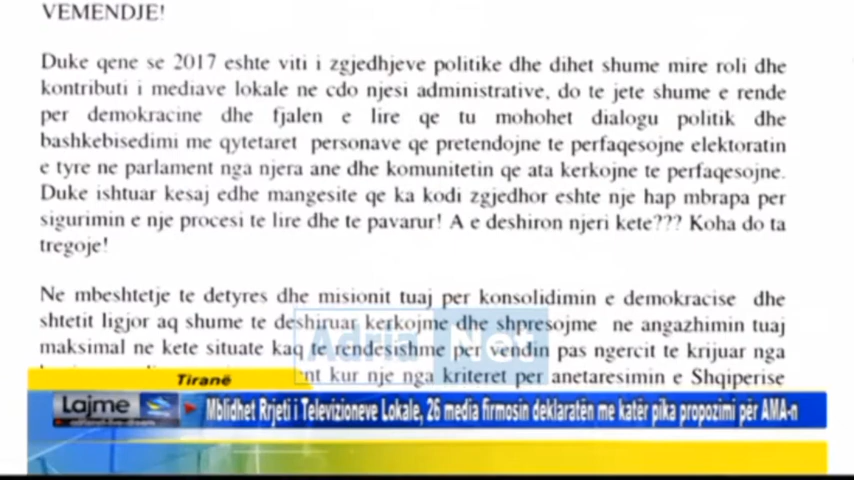 VEMENDJE!
Duke qene se 2017 eshte viti i zgjedhjeve politike dhe dihet shume mire roli dhe
kontributi i mediave lokale ne cdo njesi administrative, do te jete shume e rende
per demokracine dhe fjalen e lire qe tu mohohet dialogu politik dhe
bashkebisedimi me qytetaret personave qe pretendojne te perfaqesojne elektoratin
e tyre ne parlament nga njera ane dhe komunitetin qe ata kerkojne te perfaqesojne.
Duke ishtuar kesaj edhe mangesite qe ka kodi zgjedhor eshte nje hap mbrapa per
sigurimin e nje procesi te lire dhe te pavarur! A e deshiron njeri kete??? Koha do ta
tregoje!
Ne mbeshtetje te detyres dhe misionit tuaj per konsolidimin e demokracise dhe
shtetit ligjor aq shume te deshiruar kerkojme dhe shpresojme ne angazhimin tuaj
maksimal ne kete situate kaq te rendesishme per vendin pas ngercit te krijuar nga
kur nje nga kriteret per anetaresimin e Shqiperise
Adria Net
Tiranë
Lajme
Mblidhet Rrjeti i Televizioneve Lokale, 26 media firmosin deklaratën me katër pika propozimi për AMA-n